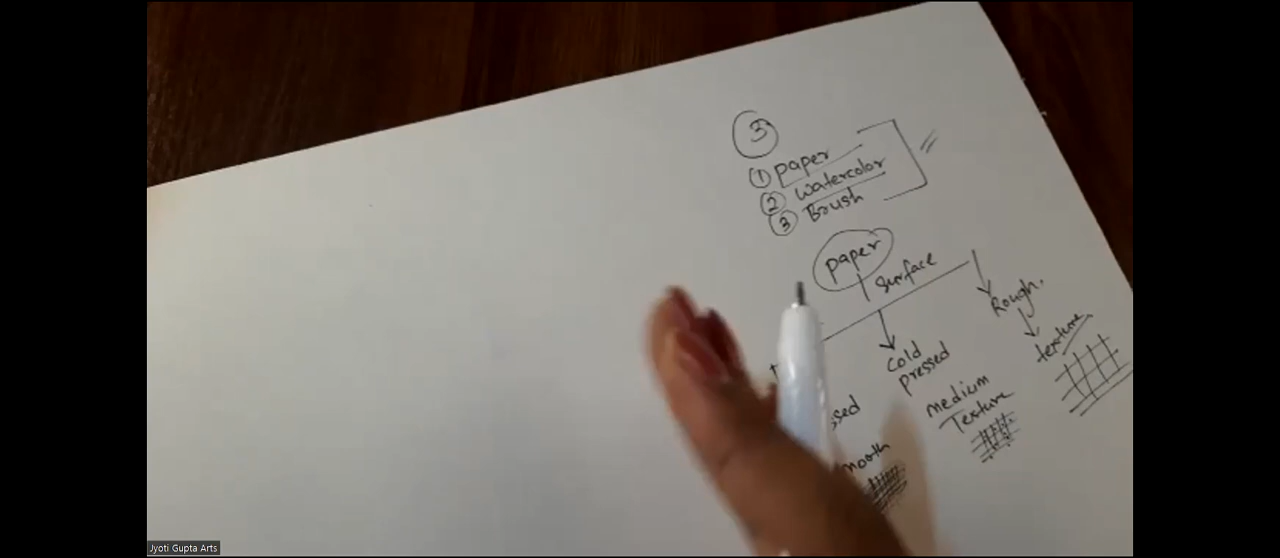 3
① paper
② Watercolor
③ Brush
paper
surface
Rough.
texture
cold
pressed
medium
Texture
ssed
mooth
Jyoti Gupta Arts